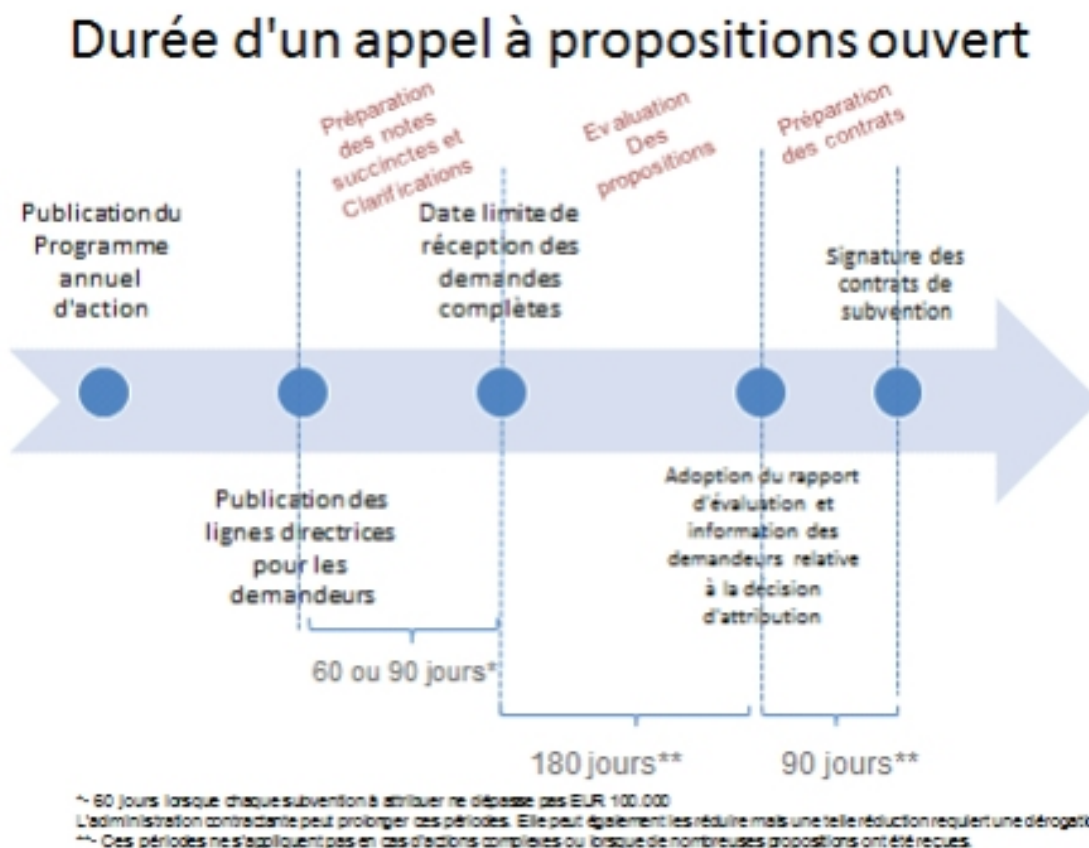 Durée d'un appel à propositions ouvert
Préparation
des notes
succinctes et
Clarifications
Evaluation
Des
propositions
Préparation
des contrats
Publication du
Programme
annuel
d'action
Date limite de
réception des
demandes
complètes
Signature des
contrats de
subvention
Publication des
lignes directrices
pour les
demandeurs
Adoption du rapport
d'évaluation et
information des
demandeurs relative
à la décision
d'attribution
60 ou 90 jours*
180 jours**
90 jours**
*- 60 jours lorsque chaque subvention à attribuer ne dépasse pas EUR 100.000
L'administration contractante peut prolonger ces périodes. Elle peut également les réduire mais une telle réduction requiert une dérogatio
**- Ces périodes ne s'appliquent pas en cas d'actions complexes ou lorsque de nombreuses propositions ont été reçues.